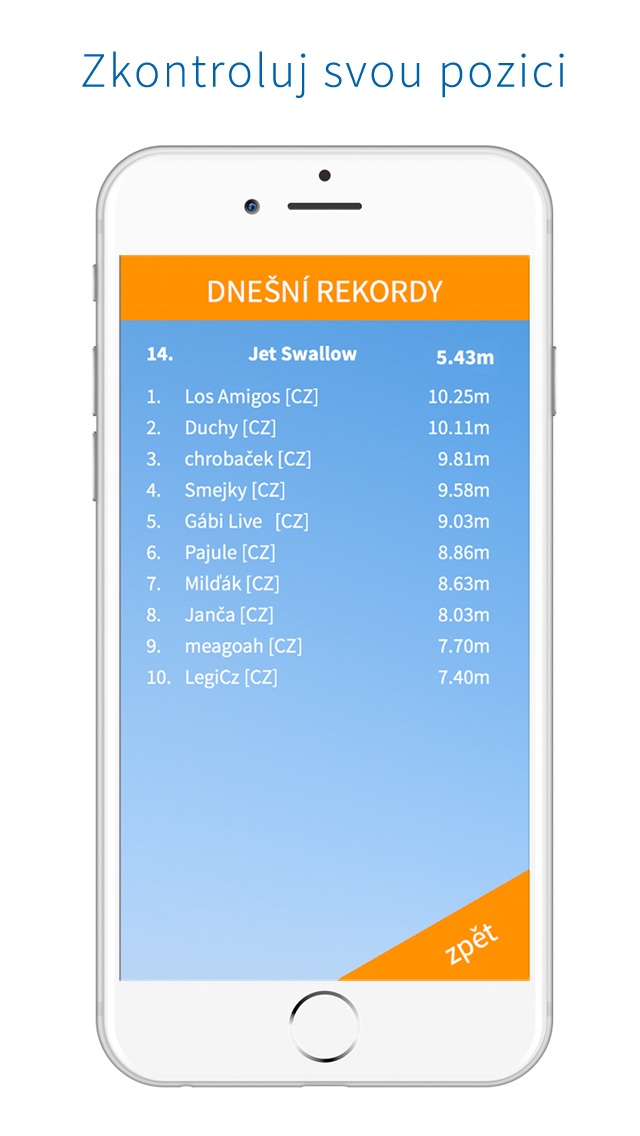 Zkontroluj svou pozici
DNEŠNÍ REKORDY
14. Jet Swallow 5.43m
1. Los Amigos [CZ] 10.25m
2. Duchy [CZ] 10.11m
3. chrobaček [CZ] 9.81m
4. Smejky [CZ] 9.58m
5. Gábi Live [CZ] 9.03m
6. Pajule [CZ] 8.86m
7. Milďák [CZ] 8.63m
8. Janča [CZ] 8.03m
9. meagoah [CZ] 7.70m
10. LegiCz [CZ] 7.40m
zpět